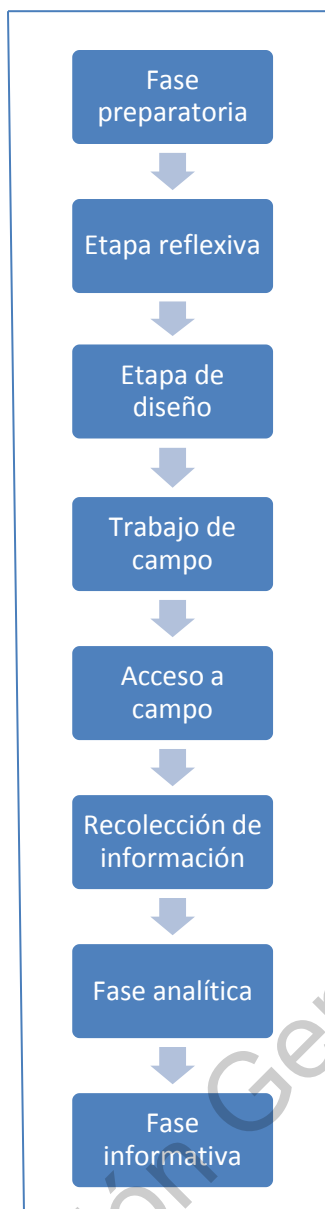 Fase
preparatoria
Etapa reflexiva
Etapa de
diseño
Trabajo de
campo
Acceso a
campo
Recolección de
información
Fase analítica
Fase
informativa